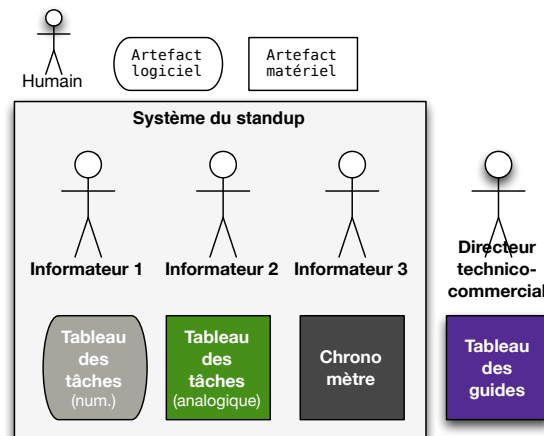 Humain
Artefact
logiciel
Artefact
matériel
Système du standup
Informateur 1
Informateur 2
Informateur 3
Directeur
technico-
commercial
Tableau
des
tâches
(num.)
Tableau
des
tâches
(analogique)
Chrono
mètre
Tableau
des
guides